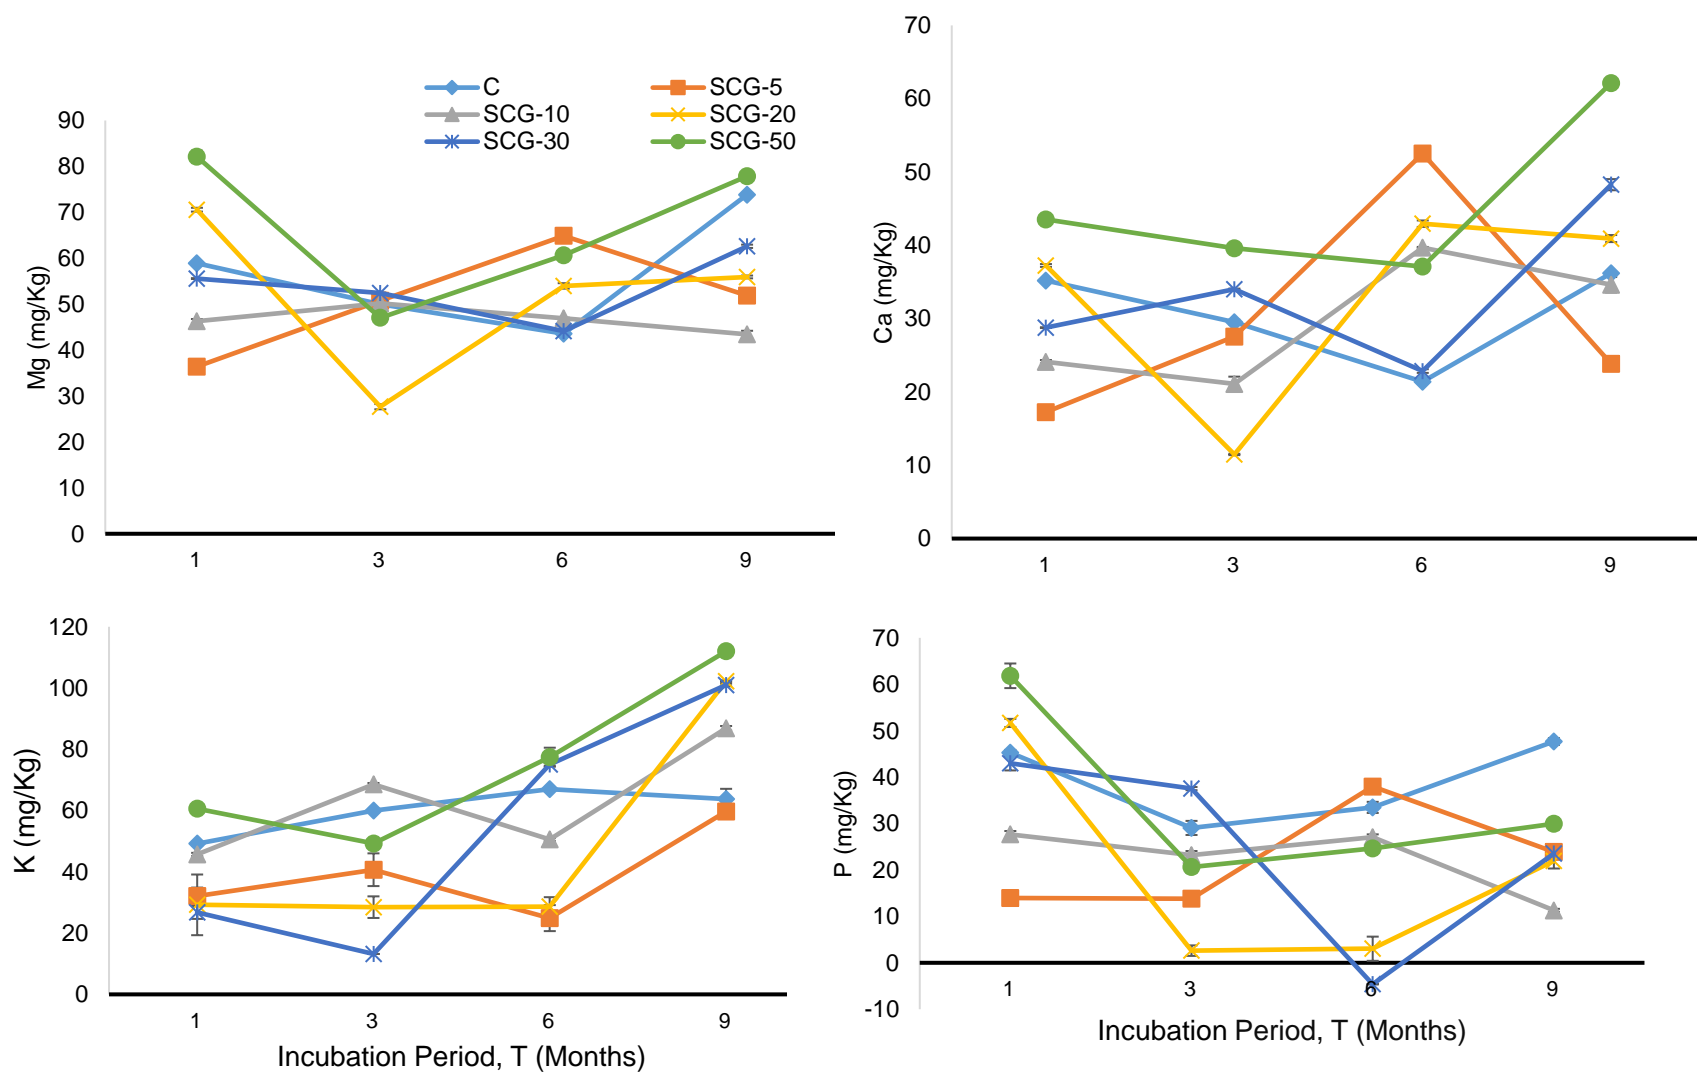 C
SCG-5
SCG-10
SCG-20
SCG-30
SCG-50
Mg (mg/Kg)
90
80
70
60
50
40
30
20
10
0
1 3 6 9
Ca (mg/Kg)
70
60
50
40
30
20
10
0
1 3 6 9
K (mg/Kg)
120
100
80
60
40
20
0
1 3 6 9
Incubation Period, T (Months)
P (mg/Kg)
70
60
50
40
30
20
10
0
-10
1 3 6 9
Incubation Period, T (Months)